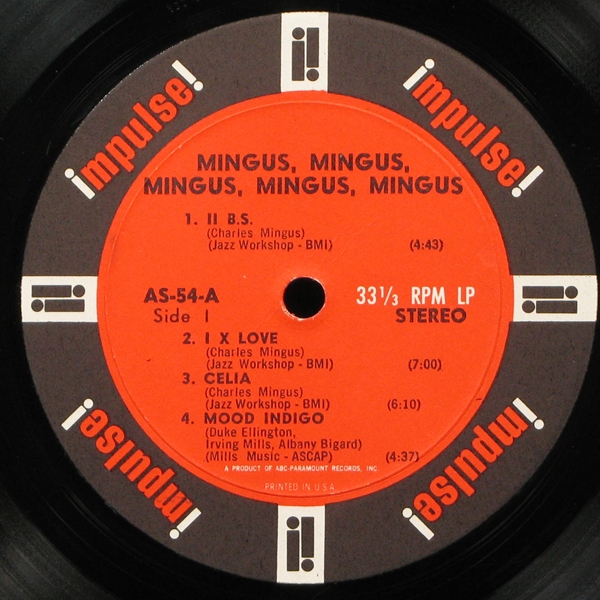 impulse!
impulse!
MINGUS, MINGUS,
MINGUS, MINGUS, MINGUS
1. II B.S.
(Charles Mingus)
(Jazz Workshop - BMI) (4:43)
AS-54-A
Side I
33 1/3 RPM LP
STEREO
2. I X LOVE
(Charles Mingus)
(Jazz Workshop - BMI) (7:00)
3. CELIA
(Charles Mingus)
(Jazz Workshop - BMI) (6:10)
4. MOOD INDIGO
(Duke Ellington,
Irving Mills, Albany Bigard)
(Mills Music - ASCAP) (4:37)
A PRODUCT OF ABC-PARAMOUNT RECORDS, INC.
PRINTED IN U.S.A.
impulse!
impulse!